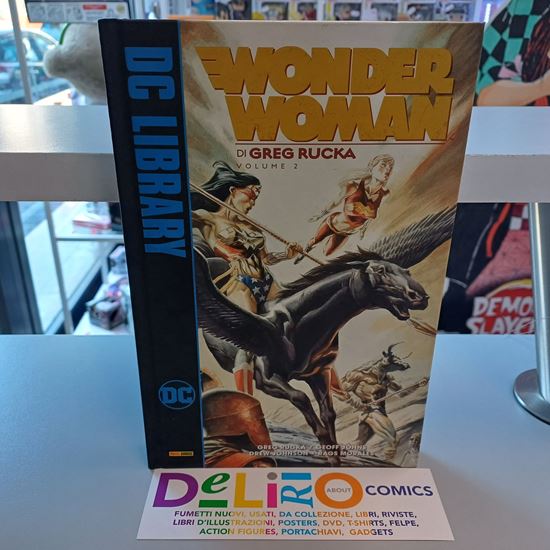 DC LIBRARY
WONDER
WOMAN
DI GREG RUCKA
VOLUME 2
DC
GREG RUCKA / GEOFF JOHNS
DREW JOHNSON RAGS MORALES
DEMON
SLAYER
DeLiRiO ABOUT COMICS
FUMETTI NUOVI, USATI, DA COLLEZIONE, LIBRI, RIVISTE,
LIBRI D'ILLUSTRAZIONI, POSTERS, DVD, T-SHIRTS, FELPE,
ACTION FIGURES, PORTACHIAVI, GADGETS